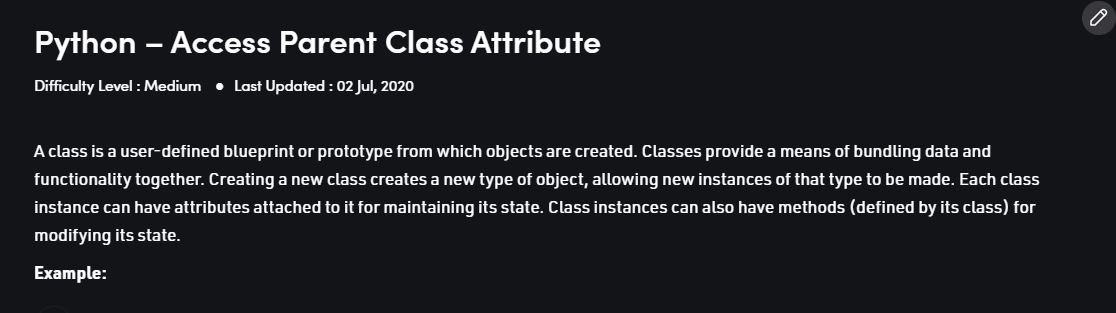 Python – Access Parent Class Attribute
Difficulty Level : Medium ● Last Updated : 02 Jul, 2020
A class is a user-defined blueprint or prototype from which objects are created. Classes provide a means of bundling data and
functionality together. Creating a new class creates a new type of object, allowing new instances of that type to be made. Each class
instance can have attributes attached to it for maintaining its state. Class instances can also have methods (defined by its class) for
modifying its state.
Example: